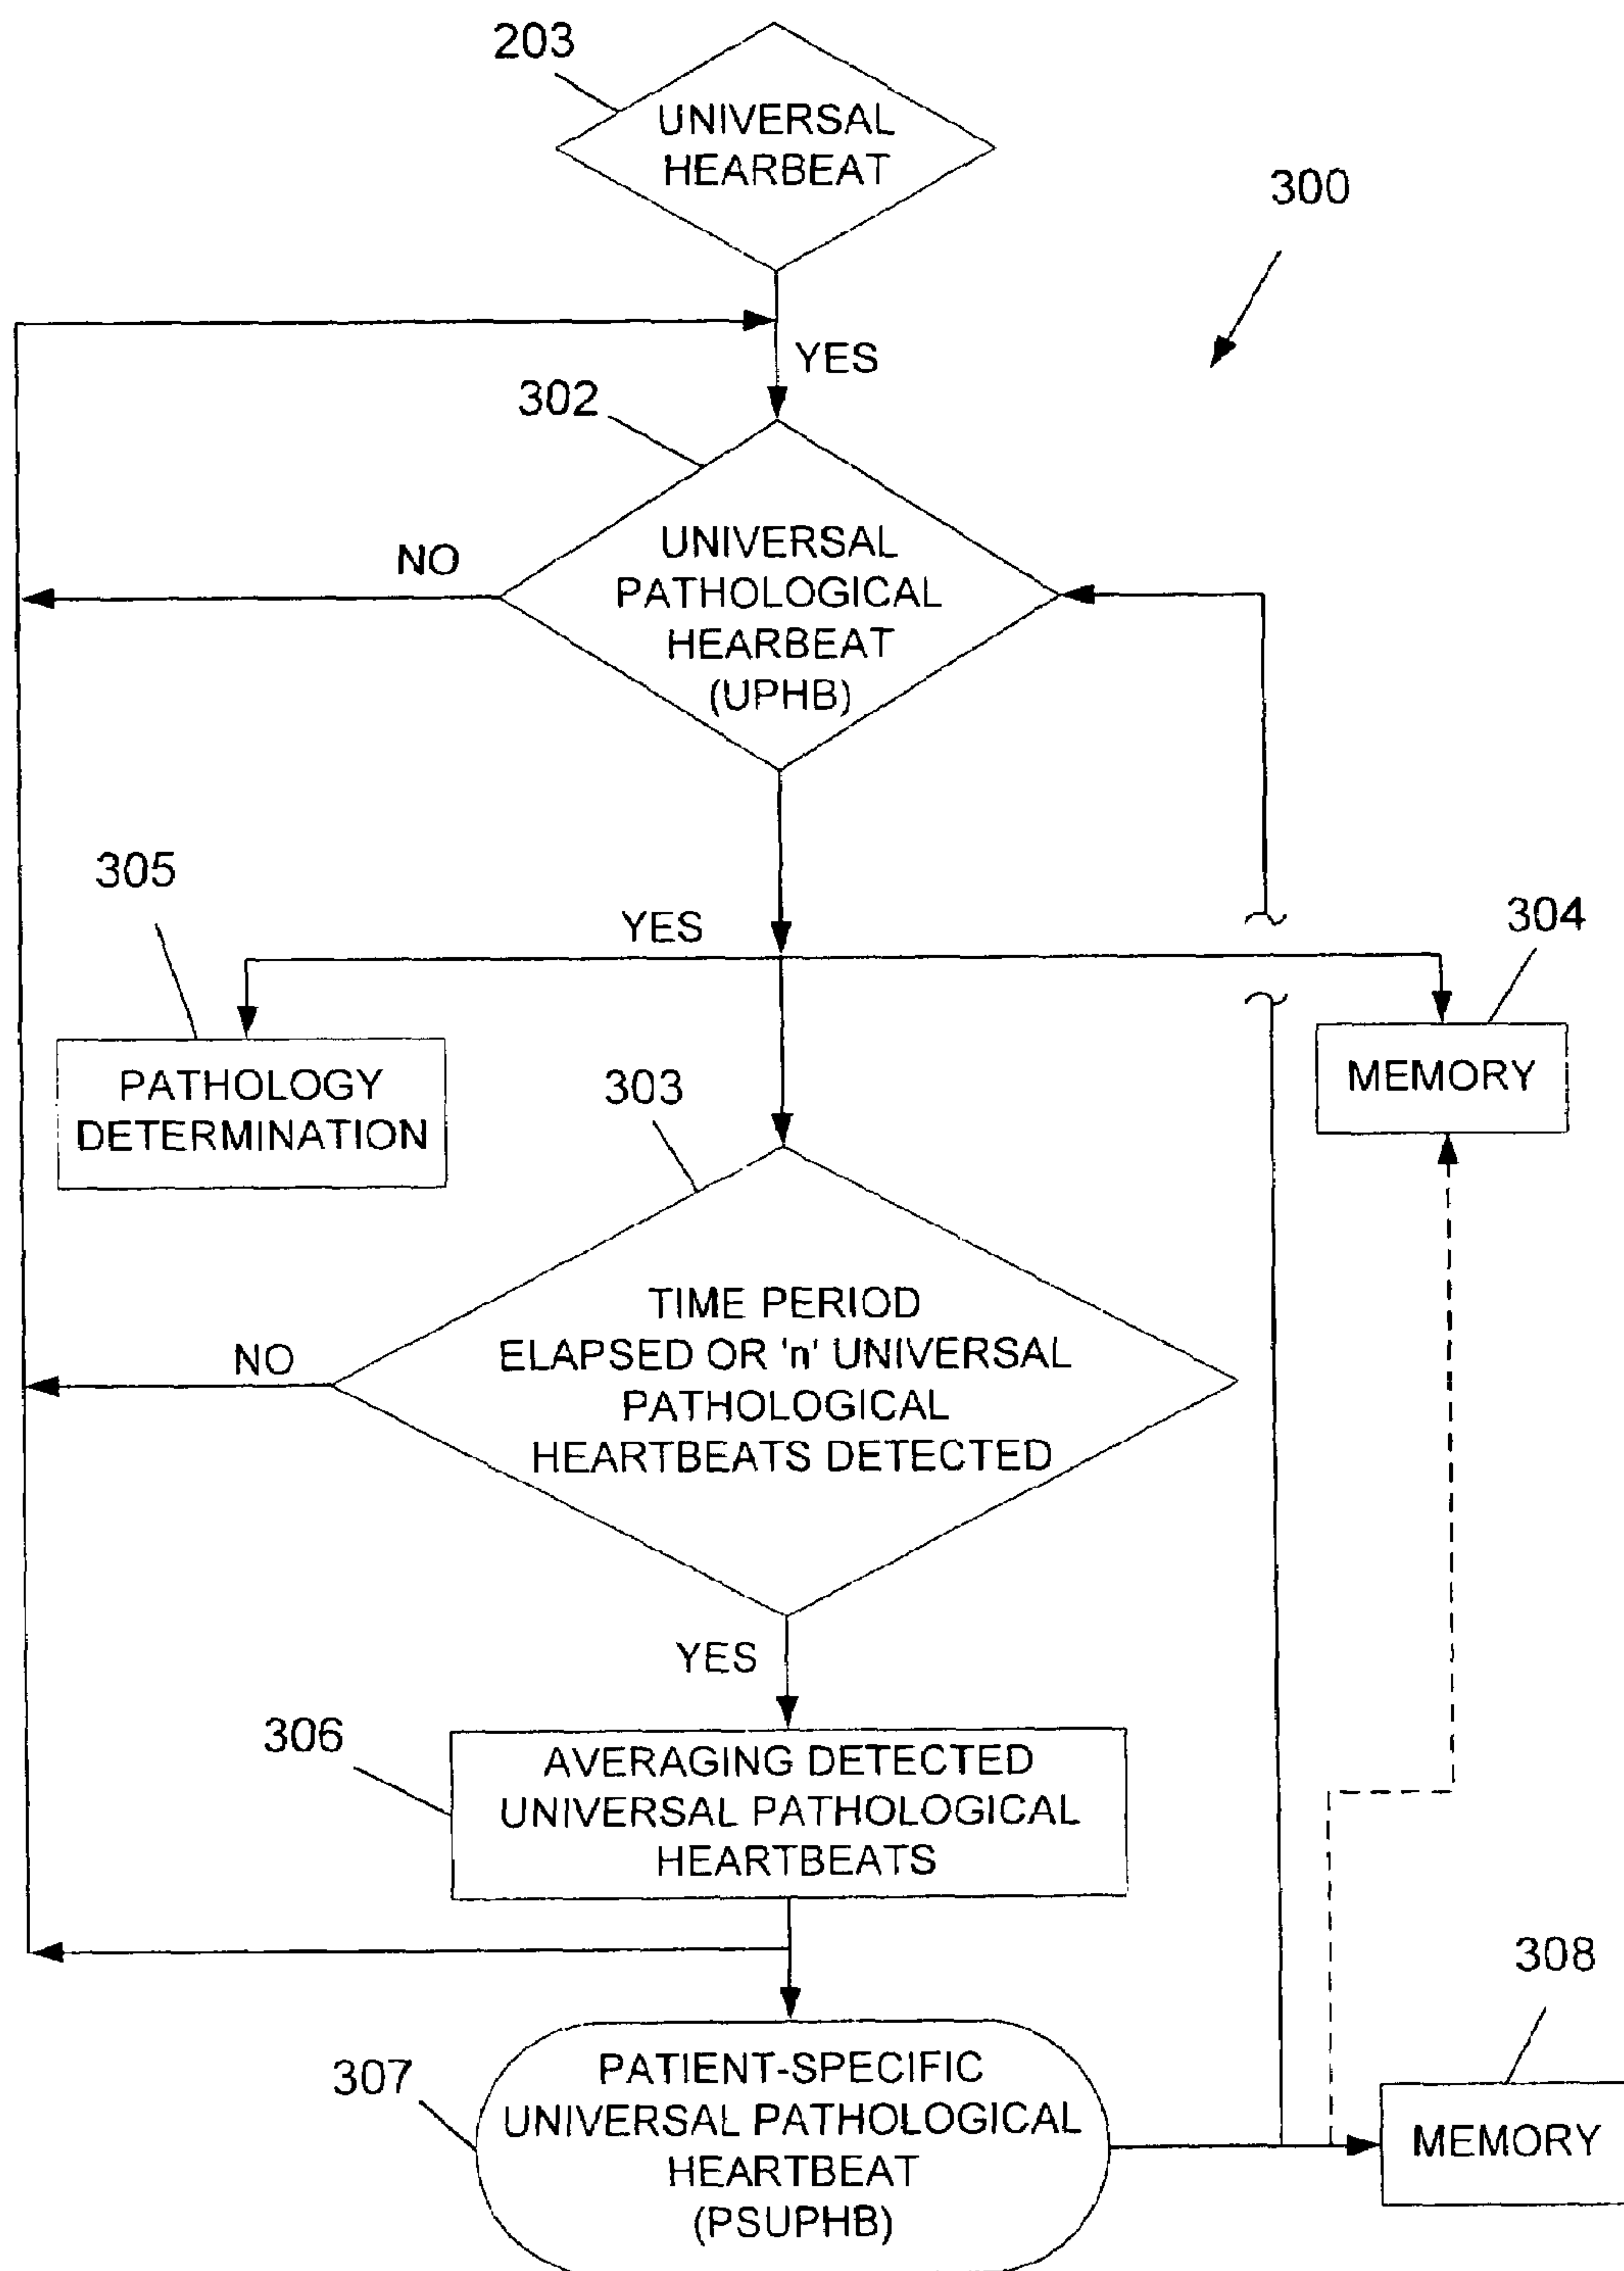 203
UNIVERSAL
HEARBEAT
300
YES
302
UNIVERSAL
PATHOLOGICAL
HEARBEAT
(UPHB)
NO
305
YES
304
PATHOLOGY
DETERMINATION
MEMORY
303
TIME PERIOD
ELAPSED OR 'n' UNIVERSAL
PATHOLOGICAL
HEARTBEATS DETECTED
NO
YES
306
AVERAGING DETECTED
UNIVERSAL PATHOLOGICAL
HEARTBEATS
308
307
PATIENT-SPECIFIC
UNIVERSAL PATHOLOGICAL
HEARTBEAT
(PSUPHB)
MEMORY